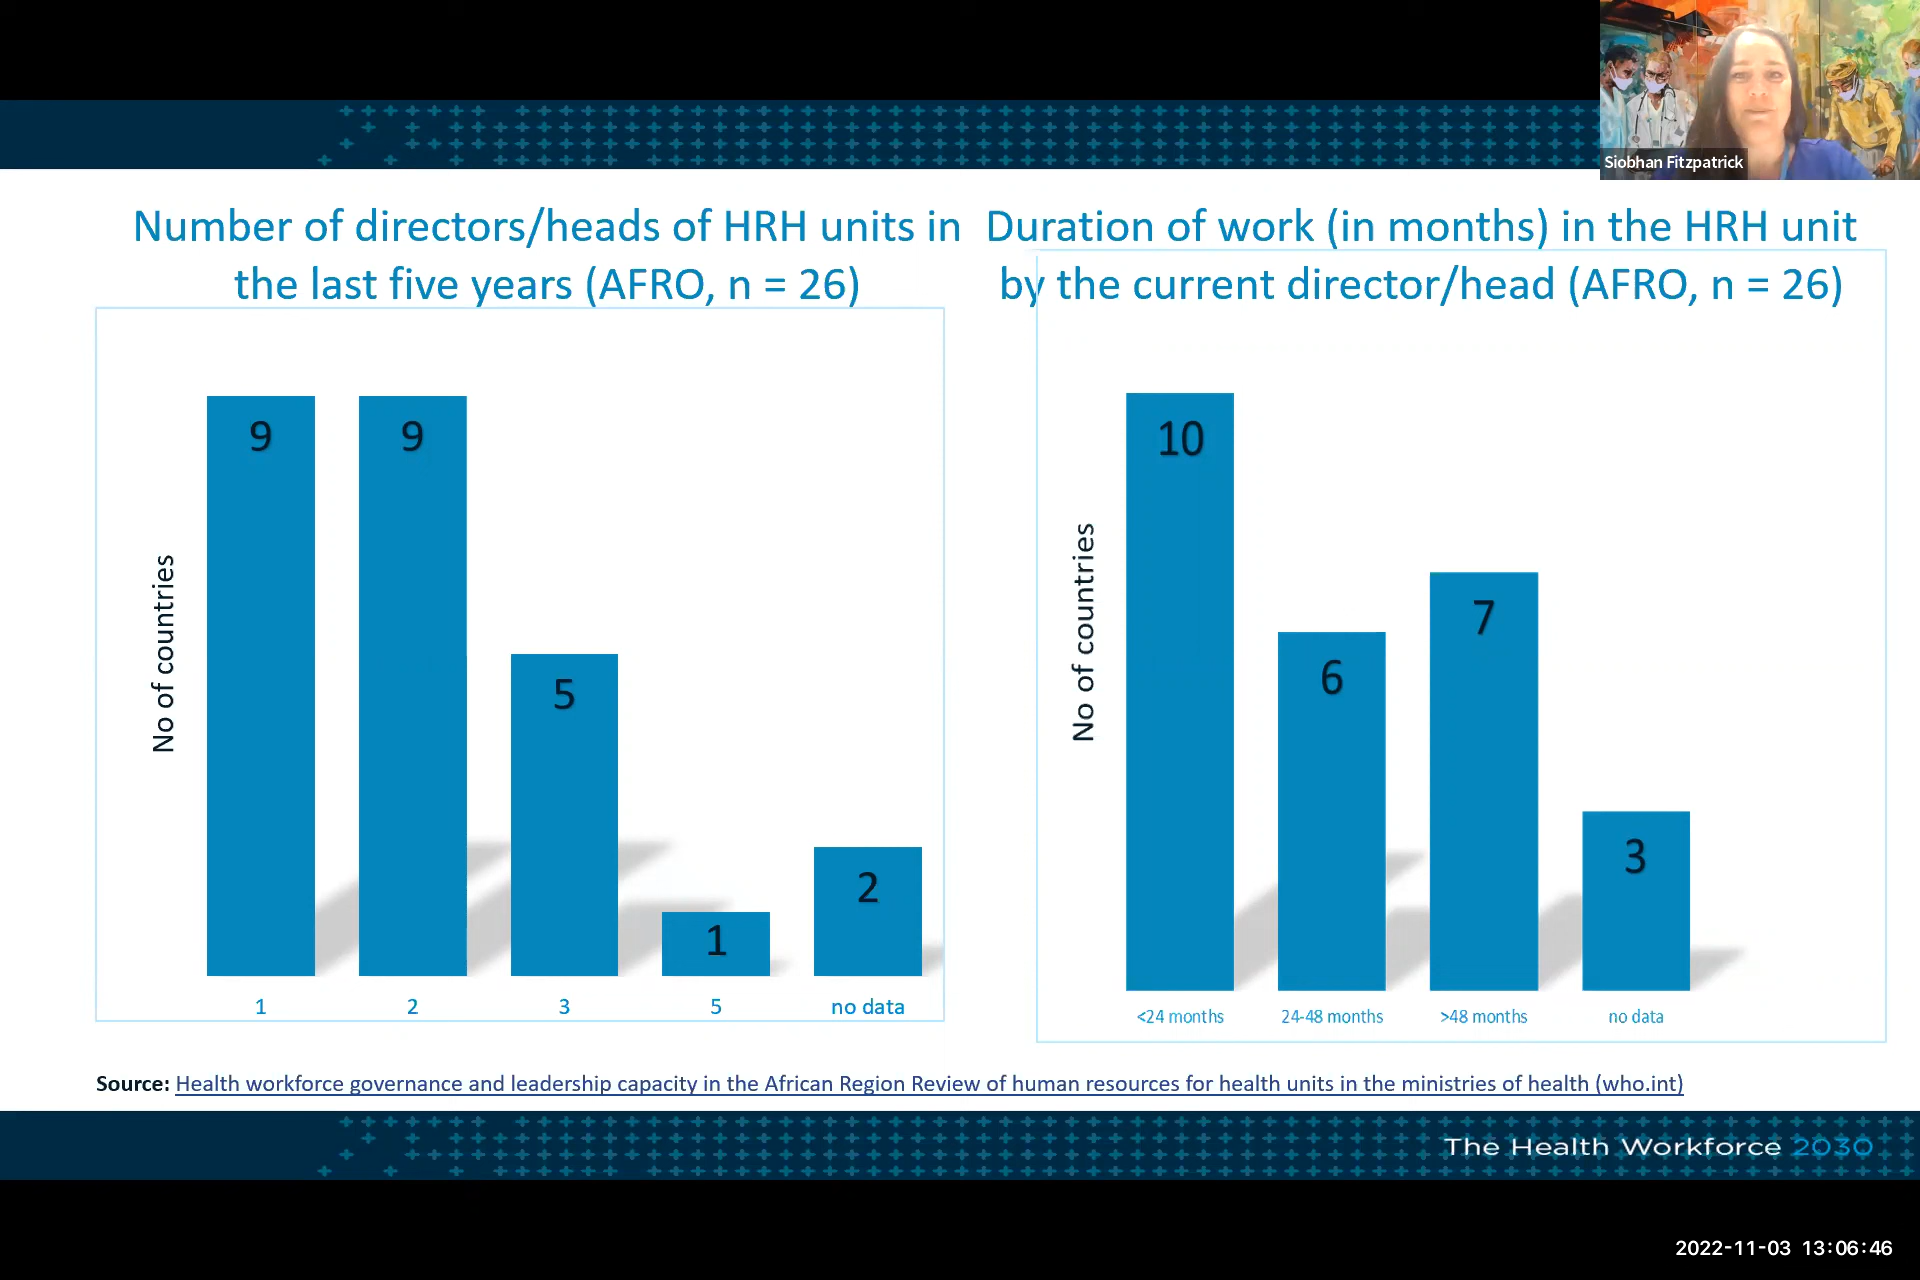 Siobhan Fitzpatrick
Number of directors/heads of HRH units in
the last five years (AFRO, n = 26)
No of countries
9
9
5
1
2
1
2
3
5
no data
Duration of work (in months) in the HRH unit
by the current director/head (AFRO, n = 26)
No of countries
10
6
7
3
<24 months
24-48 months
>48 months
no data
Source: Health workforce governance and leadership capacity in the African Region Review of human resources for health units in the ministries of health (who.int)
The Health Workforce 2030
2022-11-03 13:06:46